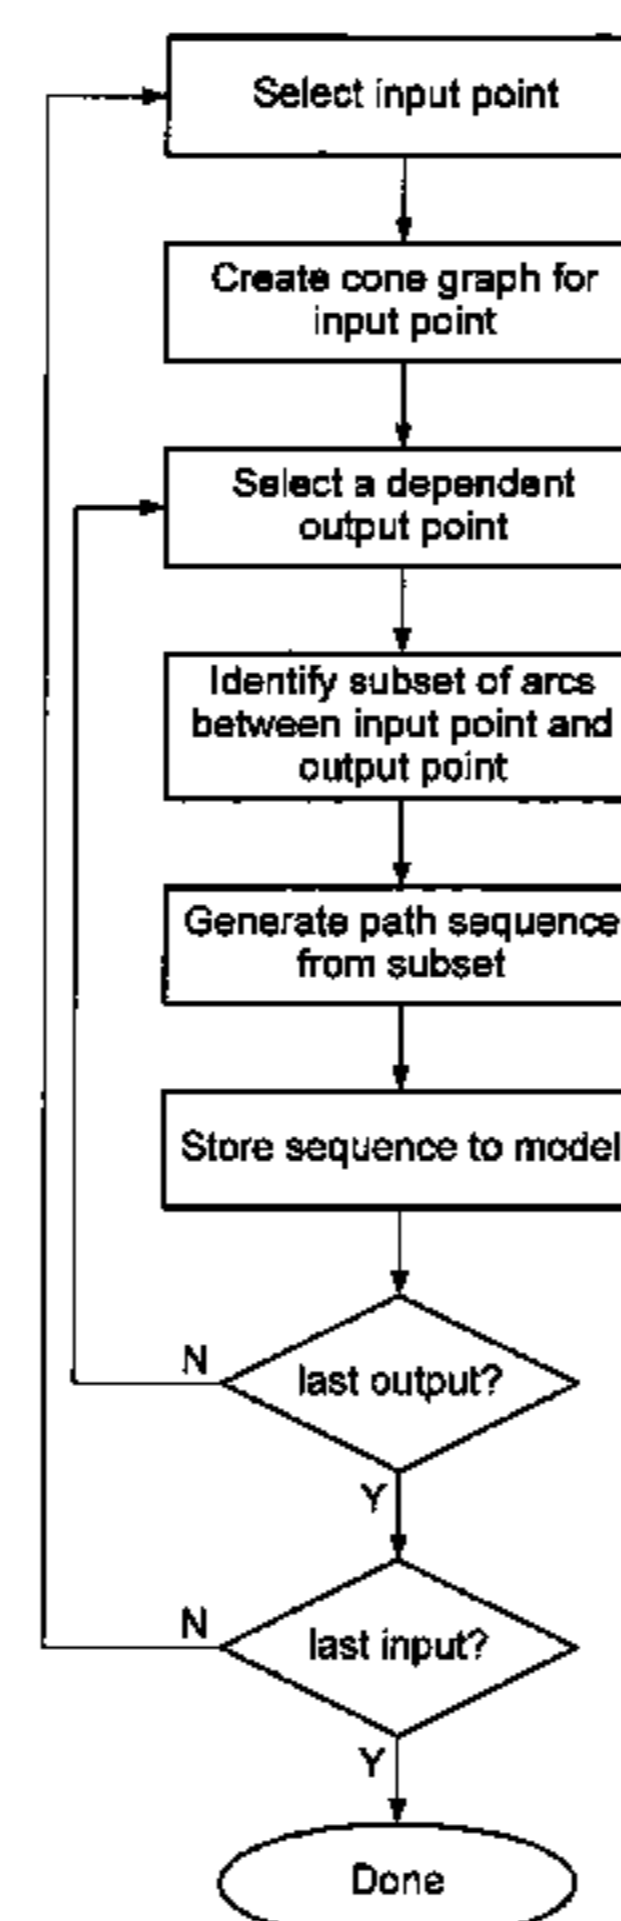 Select input point
Create cone graph for
input point
Select a dependent
output point
Identify subset of arcs
between input point and
output point
Generate path sequence
from subset
Store sequence to model
N
last output?
Y
N
last input?
Y
Done